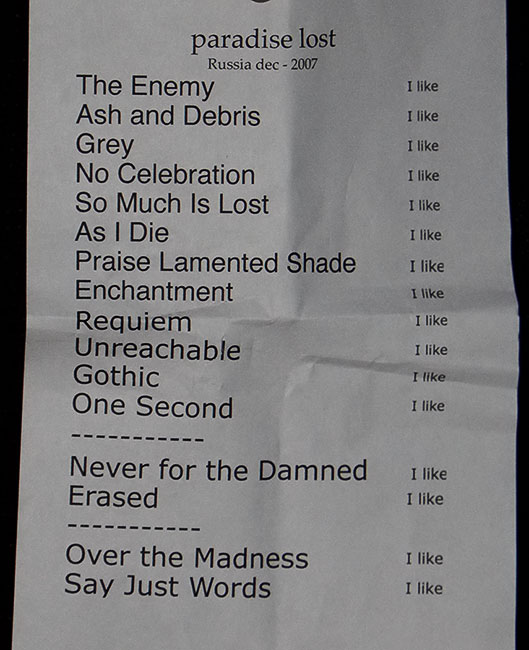 paradise lost
Russia dec - 2007
The Enemy I like
Ash and Debris I like
Grey I like
No Celebration I like
So Much Is Lost I like
As I Die I like
Praise Lamented Shade I like
Enchantment I like
Requiem I like
Unreachable I like
Gothic I like
One Second I like
-----------
Never for the Damned I like
Erased I like
-----------
Over the Madness I like
Say Just Words I like